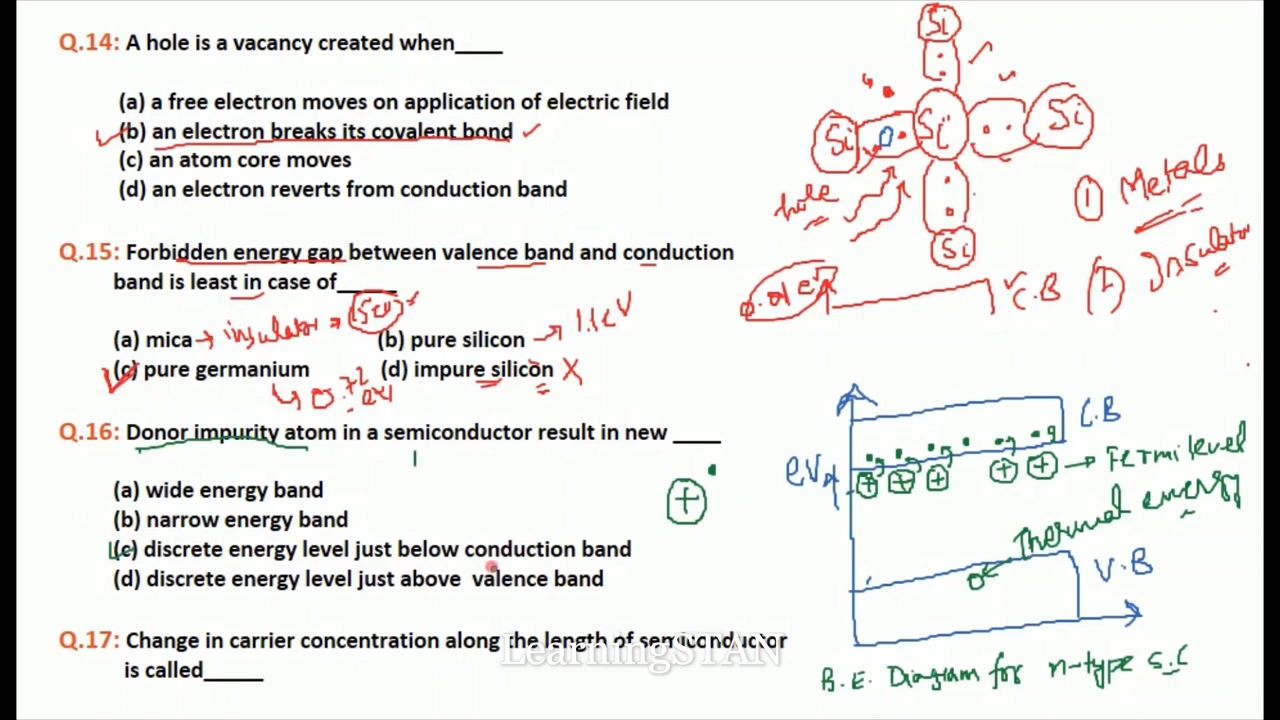 Q.14: A hole is a vacancy created when____
(a) a free electron moves on application of electric field
(b) an electron breaks its covalent bond
(c) an atom core moves
(d) an electron reverts from conduction band
Q.15: Forbidden energy gap between valence band and conduction
band is least in case of_____
(a) mica → insulator → (b) pure silicon → 1.1eV
(c) pure germanium (d) impure silicon X
0.72
Q.16: Donor impurity atom in a semiconductor result in new ____
(a) wide energy band
(b) narrow energy band
(c) discrete energy level just below conduction band
(d) discrete energy level just above valence band
Q.17: Change in carrier concentration along the length of semiconductor
is called_____
LearningSTAN
Si
Si Si Si
Si
hole
1 Metals
C.B Insulator
C.B
eV
+ + + + + → Fermi level
+
Thermal energy
V.B
B.E. Diagram for n-type S.C